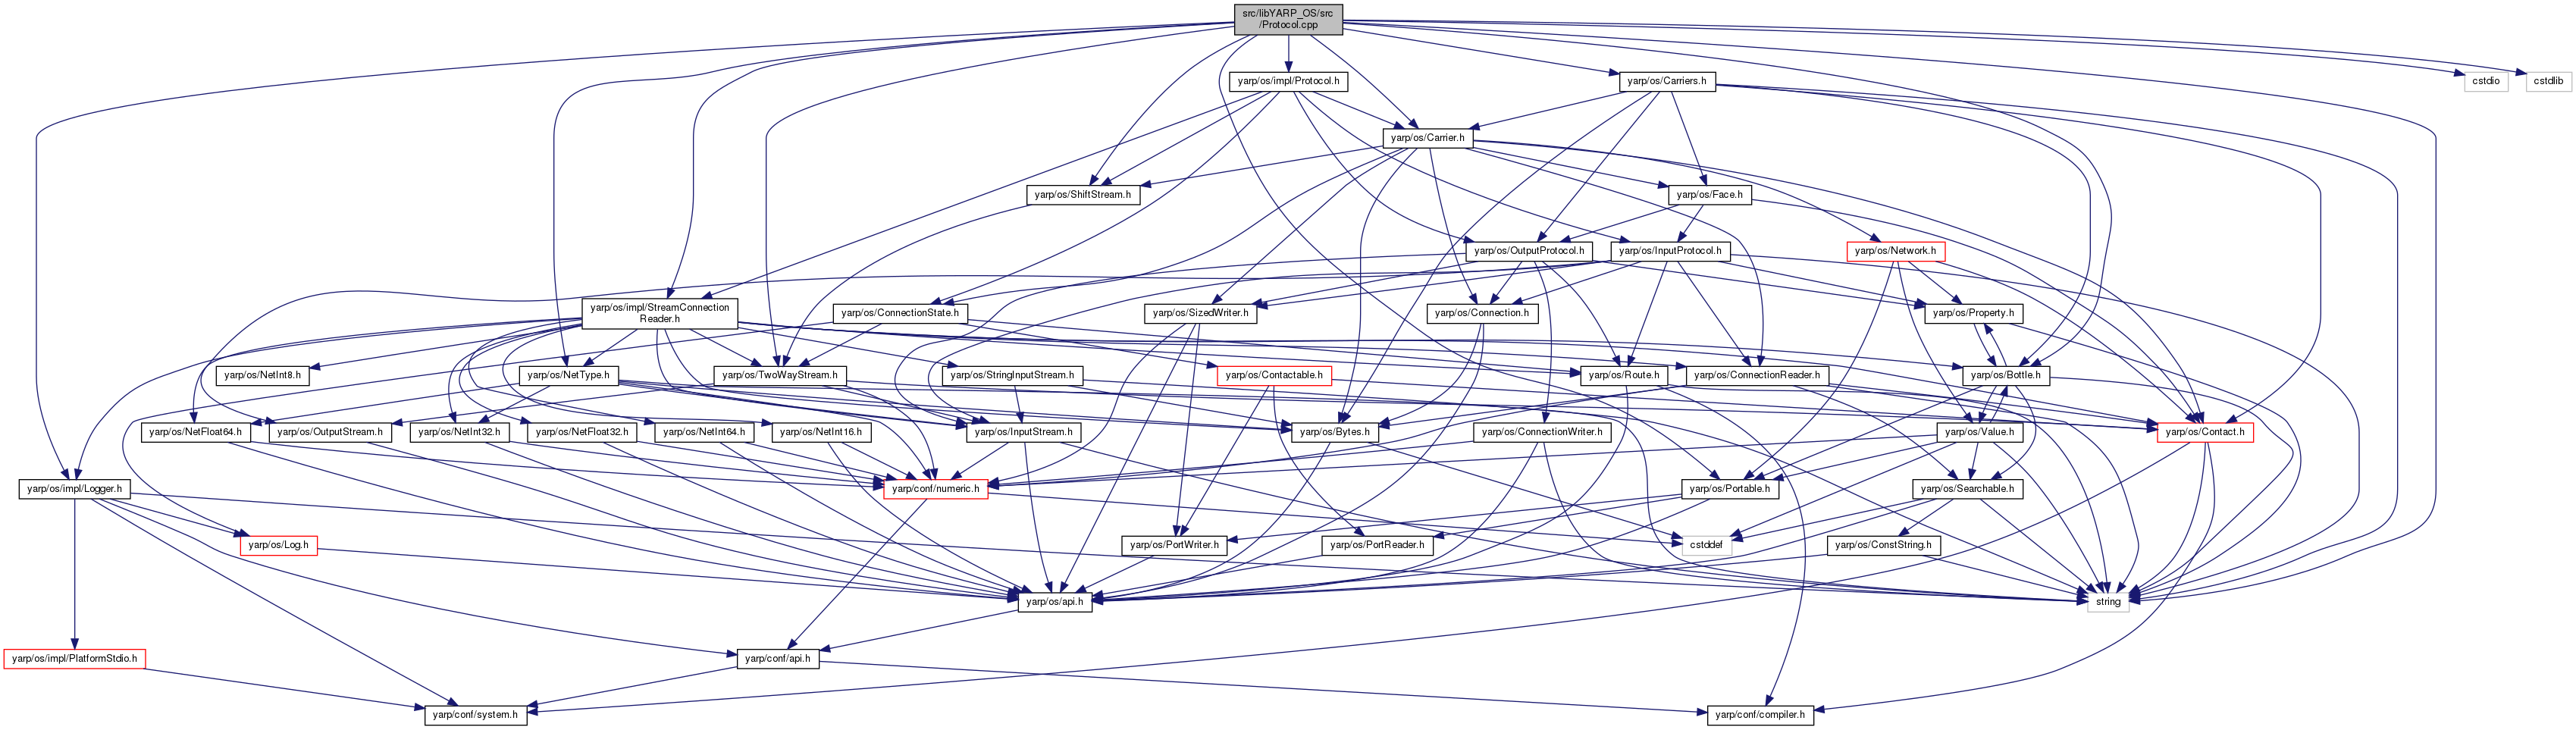 src/libYARP_OS/src
/Protocol.cpp
yarp/os/impl/Protocol.h
yarp/os/Carriers.h
cstdio
cstdlib
yarp/os/Carrier.h
yarp/os/ShiftStream.h
yarp/os/Face.h
yarp/os/OutputProtocol.h
yarp/os/InputProtocol.h
yarp/os/Network.h
yarp/os/impl/StreamConnection
Reader.h
yarp/os/ConnectionState.h
yarp/os/SizedWriter.h
yarp/os/Connection.h
yarp/os/Property.h
yarp/os/NetInt8.h
yarp/os/NetType.h
yarp/os/TwoWayStream.h
yarp/os/StringInputStream.h
yarp/os/Contactable.h
yarp/os/Route.h
yarp/os/ConnectionReader.h
yarp/os/Bottle.h
yarp/os/NetFloat64.h
yarp/os/OutputStream.h
yarp/os/NetInt32.h
yarp/os/NetFloat32.h
yarp/os/NetInt64.h
yarp/os/NetInt16.h
yarp/os/InputStream.h
yarp/os/Bytes.h
yarp/os/ConnectionWriter.h
yarp/os/Value.h
yarp/os/Contact.h
yarp/os/impl/Logger.h
yarp/conf/numeric.h
yarp/os/Portable.h
yarp/os/Searchable.h
yarp/os/Log.h
yarp/os/PortWriter.h
yarp/os/PortReader.h
cstddef
yarp/os/ConstString.h
yarp/os/api.h
string
yarp/os/impl/PlatformStdio.h
yarp/conf/api.h
yarp/conf/system.h
yarp/conf/compiler.h